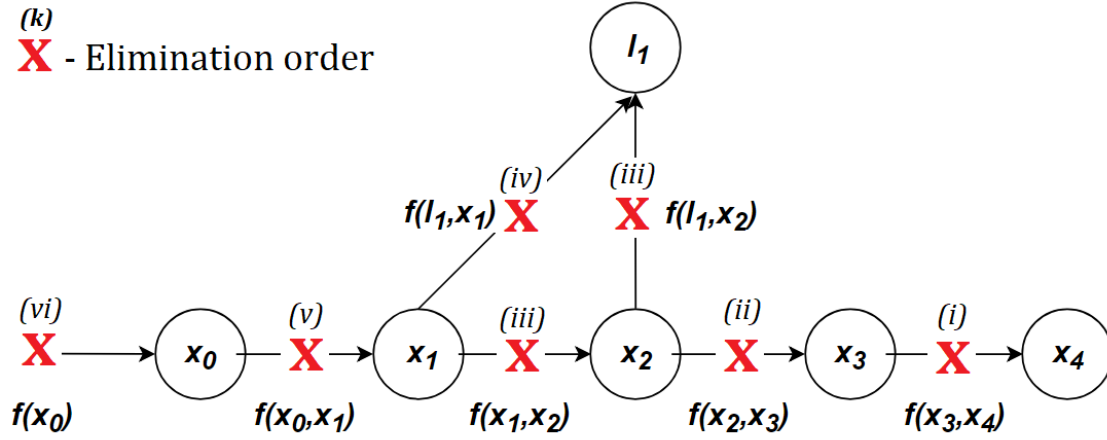 (k)
X - Elimination order
l1
(iv)
(iii)
f(l1,x1)
X
X
f(l1,x2)
(vi)
(v)
(iii)
(ii)
(i)
X
x0
X
x1
X
x2
X
x3
X
x4
f(x0)
f(x0,x1)
f(x1,x2)
f(x2,x3)
f(x3,x4)